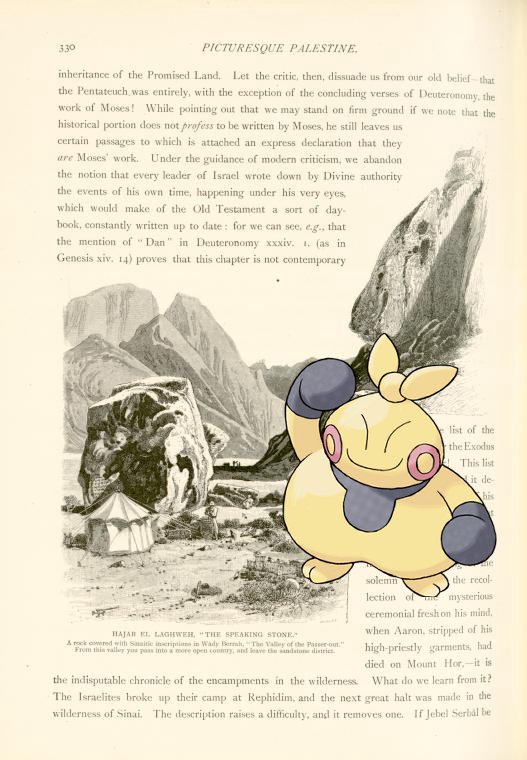 330
PICTURESQUE PALESTINE.
inheritance of the Promised Land. Let the critic, then, dissuade us from our old belief—that
the Pentateuch was entirely, with the exception of the concluding verses of Deuteronomy, the
work of Moses! While pointing out that we may stand on firm ground if we note that the
historical portion does not profess to be written by Moses, he still leaves us
certain passages to which is attached an express declaration that they
are Moses' work. Under the guidance of modern criticism, we abandon
the notion that every leader of Israel wrote down by Divine authority
the events of his own time, happening under his very eyes,
which would make of the Old Testament a sort of day-
book, constantly written up to date: for we can see, e.g., that
the mention of "Dan" in Deuteronomy xxxiv. 1. (as in
Genesis xiv. 14) proves that this chapter is not contemporary
list of the
the Exodus
! This list
it de-
his
the
solemn the recol-
lection of mysterious
ceremonial fresh on his mind,
when Aaron, stripped of his
high-priestly garments, had
died on Mount Hor,—it is
HAJAR EL LAGHWEH, "THE SPEAKING STONE."
A rock covered with Sinaitic inscriptions in Wády Berrah, "The Valley of the Passer-out."
From this valley you pass into a more open country, and leave the sandstone district.
the indisputable chronicle of the encampments in the wilderness. What do we learn from it?
The Israelites broke up their camp at Rephidim, and the next great halt was made in the
wilderness of Sinai. The description raises a difficulty, and it removes one. If Jebel Serbâl be